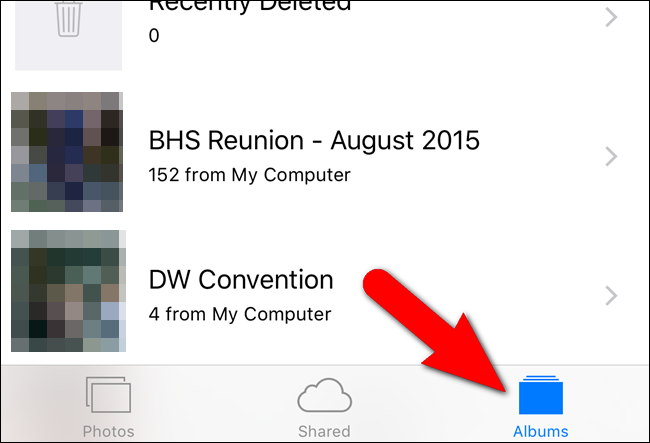 Recently Deleted
0
BHS Reunion - August 2015
152 from My Computer
DW Convention
4 from My Computer
Photos
Shared
Albums